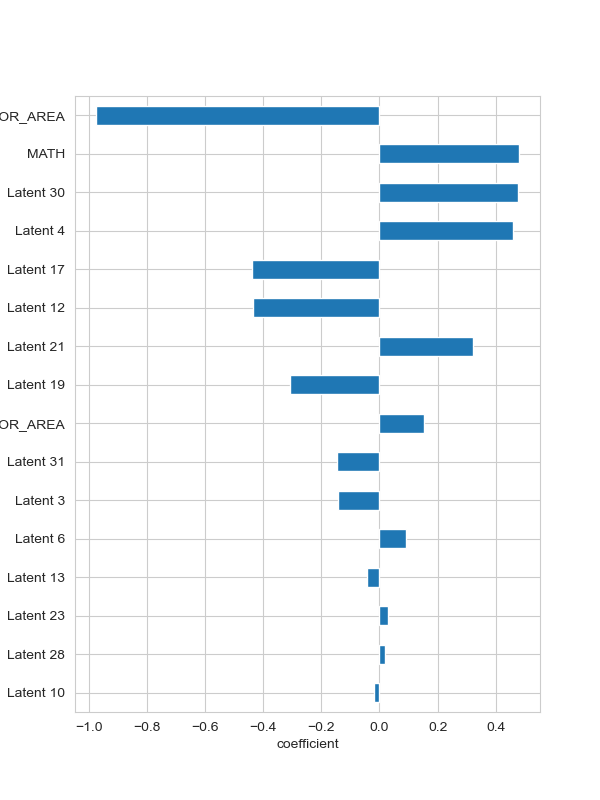 OR_AREA
MATH
Latent 30
Latent 4
Latent 17
Latent 12
Latent 21
Latent 19
OR_AREA
Latent 31
Latent 3
Latent 6
Latent 13
Latent 23
Latent 28
Latent 10
−1.0 −0.8 −0.6 −0.4 −0.2 0.0 0.2 0.4
coefficient